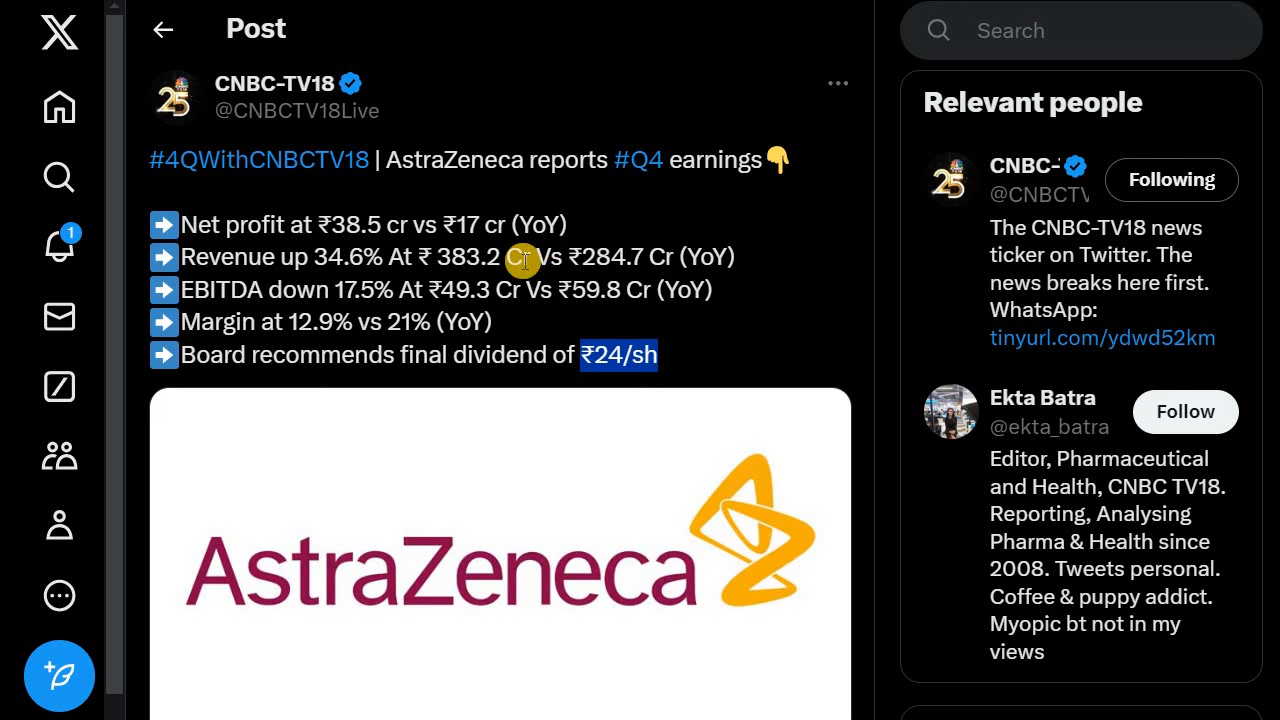 Post
CNBC-TV18
@CNBCTV18Live
#4QWithCNBCTV18 | AstraZeneca reports #Q4 earnings👇
➡️Net profit at ₹38.5 cr vs ₹17 cr (YoY)
➡️Revenue up 34.6% At ₹ 383.2 Cr Vs ₹284.7 Cr (YoY)
➡️EBITDA down 17.5% At ₹49.3 Cr Vs ₹59.8 Cr (YoY)
➡️Margin at 12.9% vs 21% (YoY)
➡️Board recommends final dividend of ₹24/sh
AstraZeneca
1
Search
Relevant people
CNBC-
@CNBCTV
Following
The CNBC-TV18 news
ticker on Twitter. The
news breaks here first.
WhatsApp:
tinyurl.com/ydwd52km
Ekta Batra
@ekta_batra
Follow
Editor, Pharmaceutical
and Health, CNBC TV18.
Reporting, Analysing
Pharma & Health since
2008. Tweets personal.
Coffee & puppy addict.
Myopic bt not in my
views